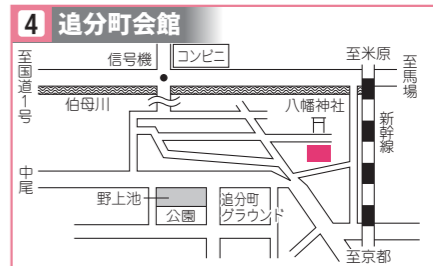 4 追分町会館
至国道1号
信号機
コンビニ
至米原
至馬場
伯母川
八幡神社
新幹線
中尾
野上池
公園
追分町
グラウンド
至京都